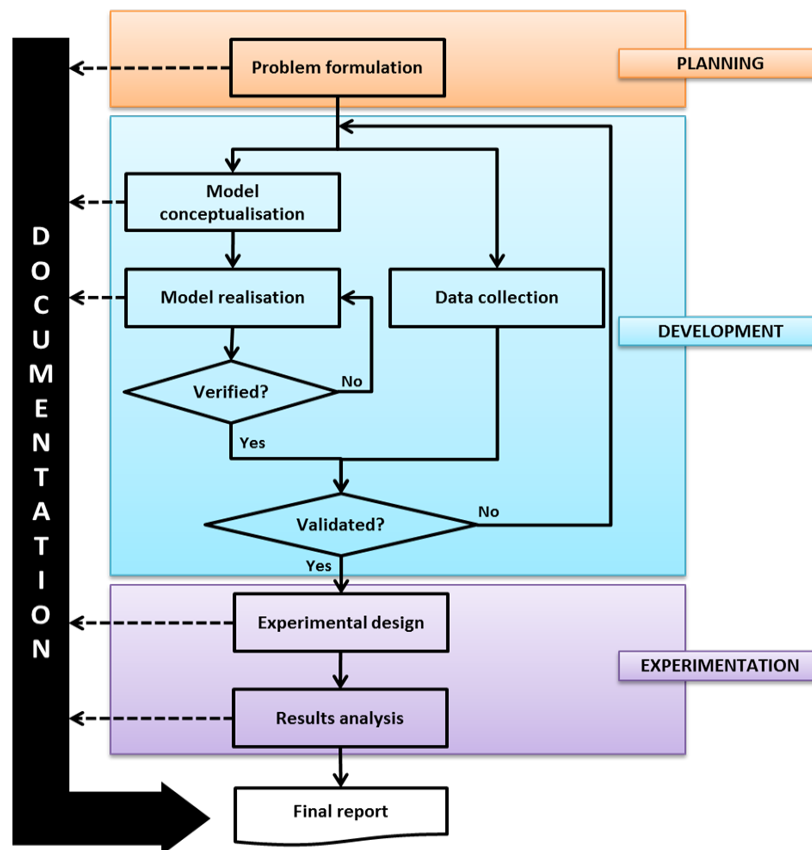 PLANNING
Problem formulation
Model
conceptualisation
Model realisation
Data collection
DEVELOPMENT
Verified?
No
Yes
Validated?
No
Yes
Experimental design
EXPERIMENTATION
Results analysis
Final report
DOCUMENTATION